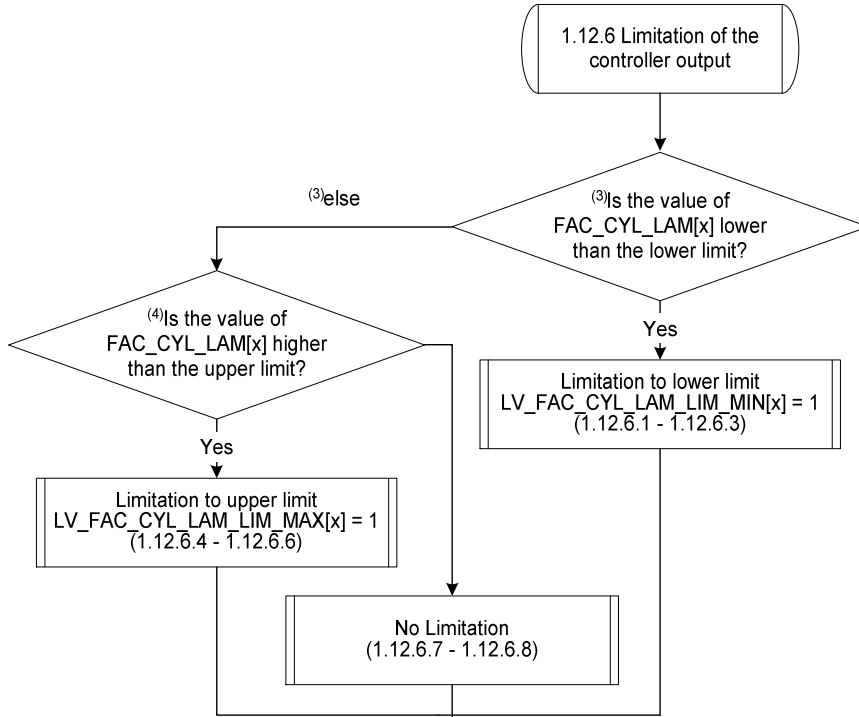 1.12.6 Limitation of the
controller output
(3)Is the value of
FAC_CYL_LAM[x] lower
than the lower limit?
(3)else
(4)Is the value of
FAC_CYL_LAM[x] higher
than the upper limit?
Yes
Limitation to lower limit
LV_FAC_CYL_LAM_LIM_MIN[x] = 1
(1.12.6.1 - 1.12.6.3)
Yes
Limitation to upper limit
LV_FAC_CYL_LAM_LIM_MAX[x] = 1
(1.12.6.4 - 1.12.6.6)
No Limitation
(1.12.6.7 - 1.12.6.8)